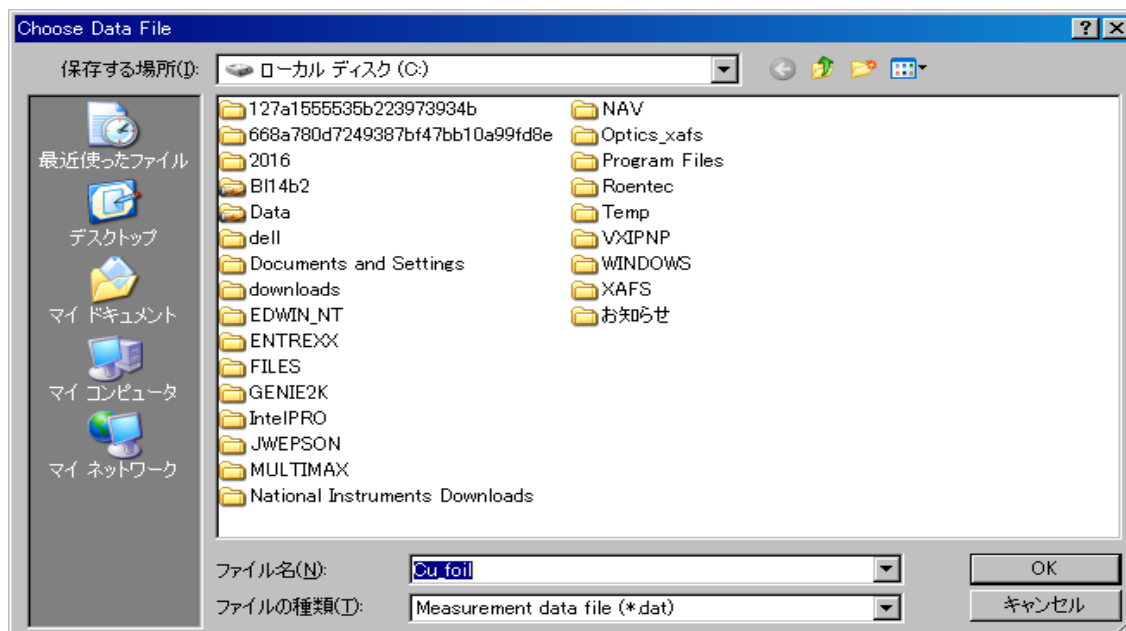 Choose Data File
保存する場所(I):
ローカル ディスク (C:)
最近使ったファイル
デスクトップ
マイ ドキュメント
マイ コンピュータ
マイ ネットワーク
127a1555535b223973934b
668a780d7249387bf47bb10a99fd8e
2016
Bl14b2
Data
dell
Documents and Settings
downloads
EDWIN_NT
ENTREXX
FILES
GENIE2K
IntelPRO
JWEPSON
MULTIMAX
National Instruments Downloads
NAV
Optics_xafs
Program Files
Roentec
Temp
VXIPNP
WINDOWS
XAFS
お知らせ
ファイル名(N):
Cu_foil
OK
ファイルの種類(T):
Measurement data file (*.dat)
キャンセル